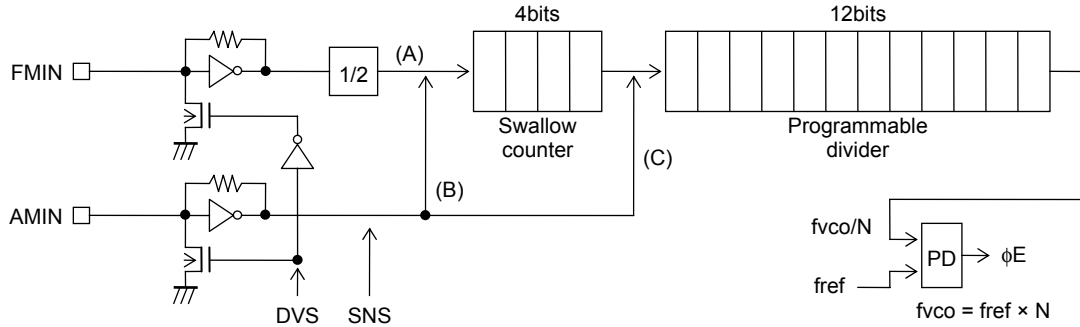 4bits
12bits
FMIN
1/2
(A)
Swallow
counter
Programmable
divider
(C)
(B)
AMIN
DVS
SNS
fvco/N
PD
ϕE
fref
fvco = fref × N